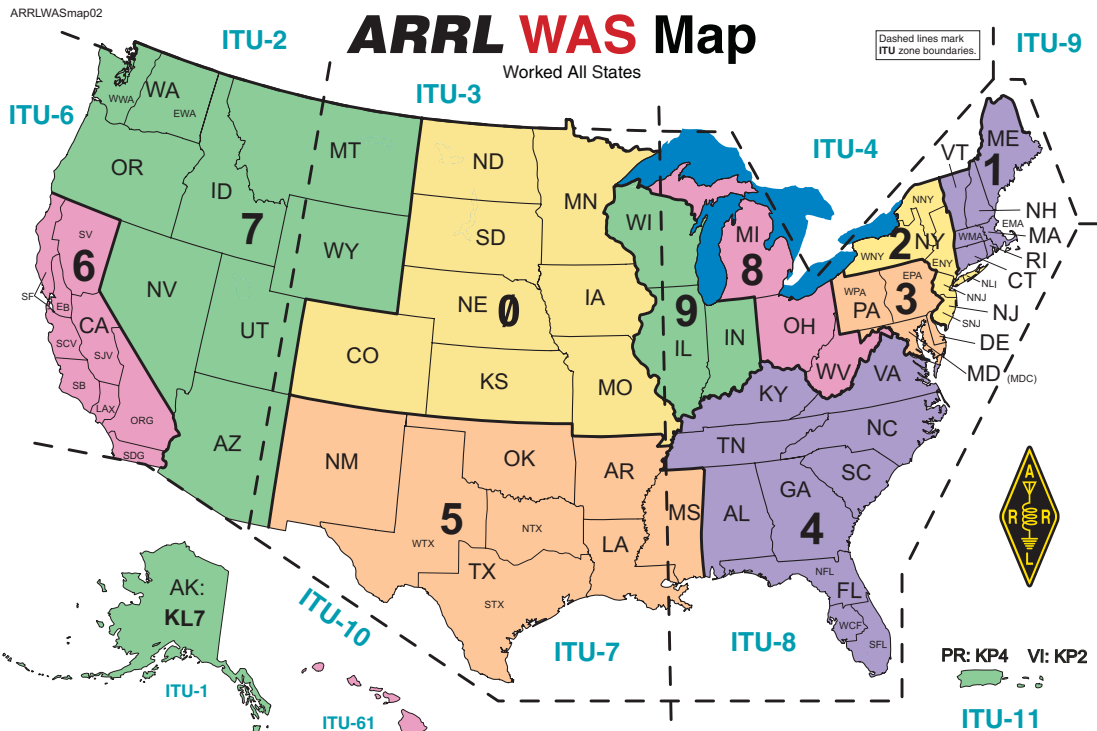 ARRLWASmap02
ARRL WAS Map
Worked All States
Dashed lines mark
ITU zone boundaries.
ITU-2
ITU-9
ITU-3
ITU-6
ITU-4
WA
WWA
EWA
OR
ID
MT
7
WY
NV
UT
AZ
SV
6
SF
EB
CA
SCV
SJV
SB
LAX
ORG
SDG
ND
MN
SD
NE
0
IA
CO
KS
MO
WI
MI
8
9
IL
IN
OH
WV
VT
ME
1
NH
EMA
MA
WMA
RI
CT
NNY
2
NY
WNY
ENY
NLI
NNJ
NJ
SNJ
EPA
WPA
3
PA
DE
MD (MDC)
KY
VA
TN
NC
SC
GA
AL
4
NFL
FL
WCF
SFL
NM
OK
AR
MS
5
NTX
WTX
LA
TX
STX
A
R R
L
AK:
KL7
ITU-1
ITU-10
ITU-61
ITU-7
ITU-8
PR: KP4 VI: KP2
ITU-11